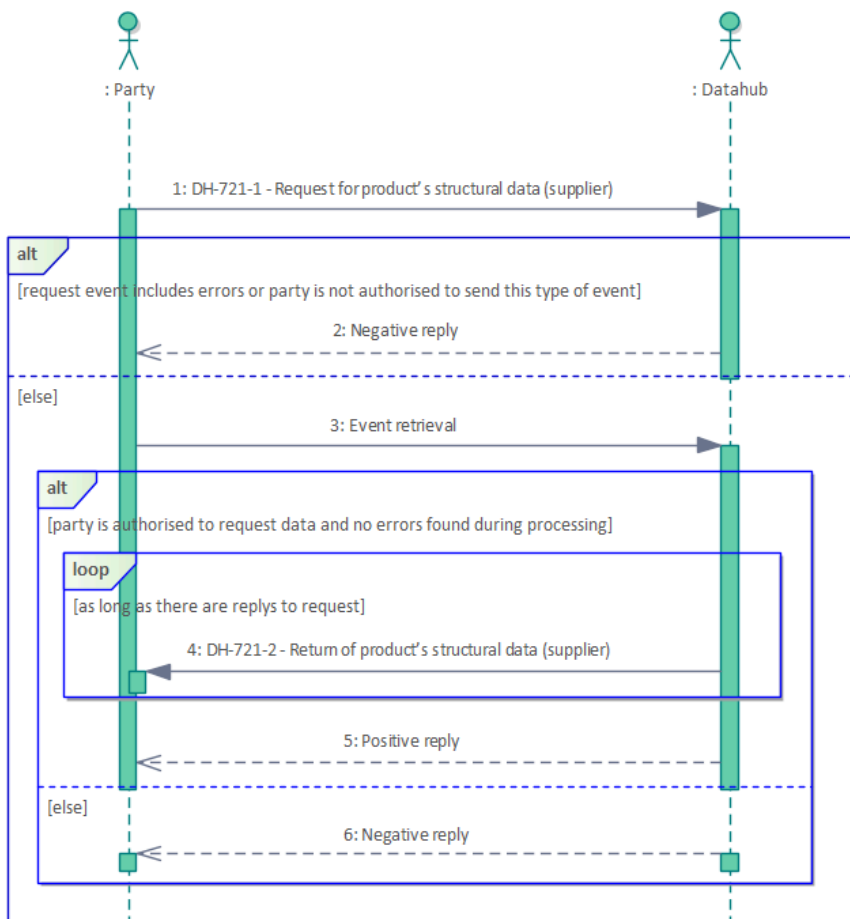 : Party
: Datahub
1: DH-721-1 - Request for product's structural data (supplier)
alt
[request event includes errors or party is not authorised to send this type of event]
2: Negative reply
[else]
3: Event retrieval
alt
[party is authorised to request data and no errors found during processing]
loop
[as long as there are replys to request]
4: DH-721-2 - Return of product's structural data (supplier)
5: Positive reply
[else]
6: Negative reply